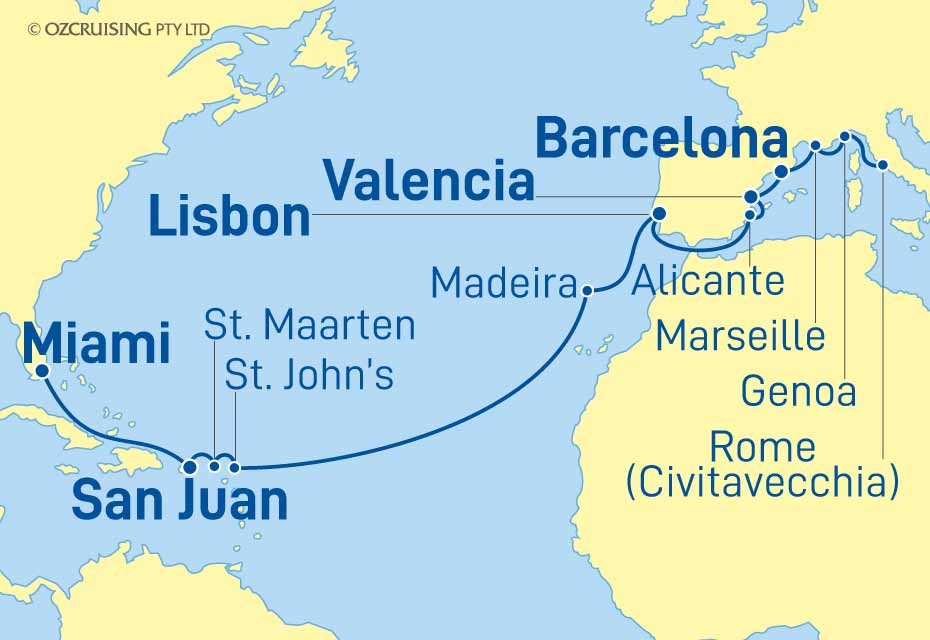 © OZCRUISING PTY LTD
Barcelona
Valencia
Lisbon
Madeira
Alicante
St. Maarten
Miami
Marseille
St. John's
Genoa
Rome
(Civitavecchia)
San Juan